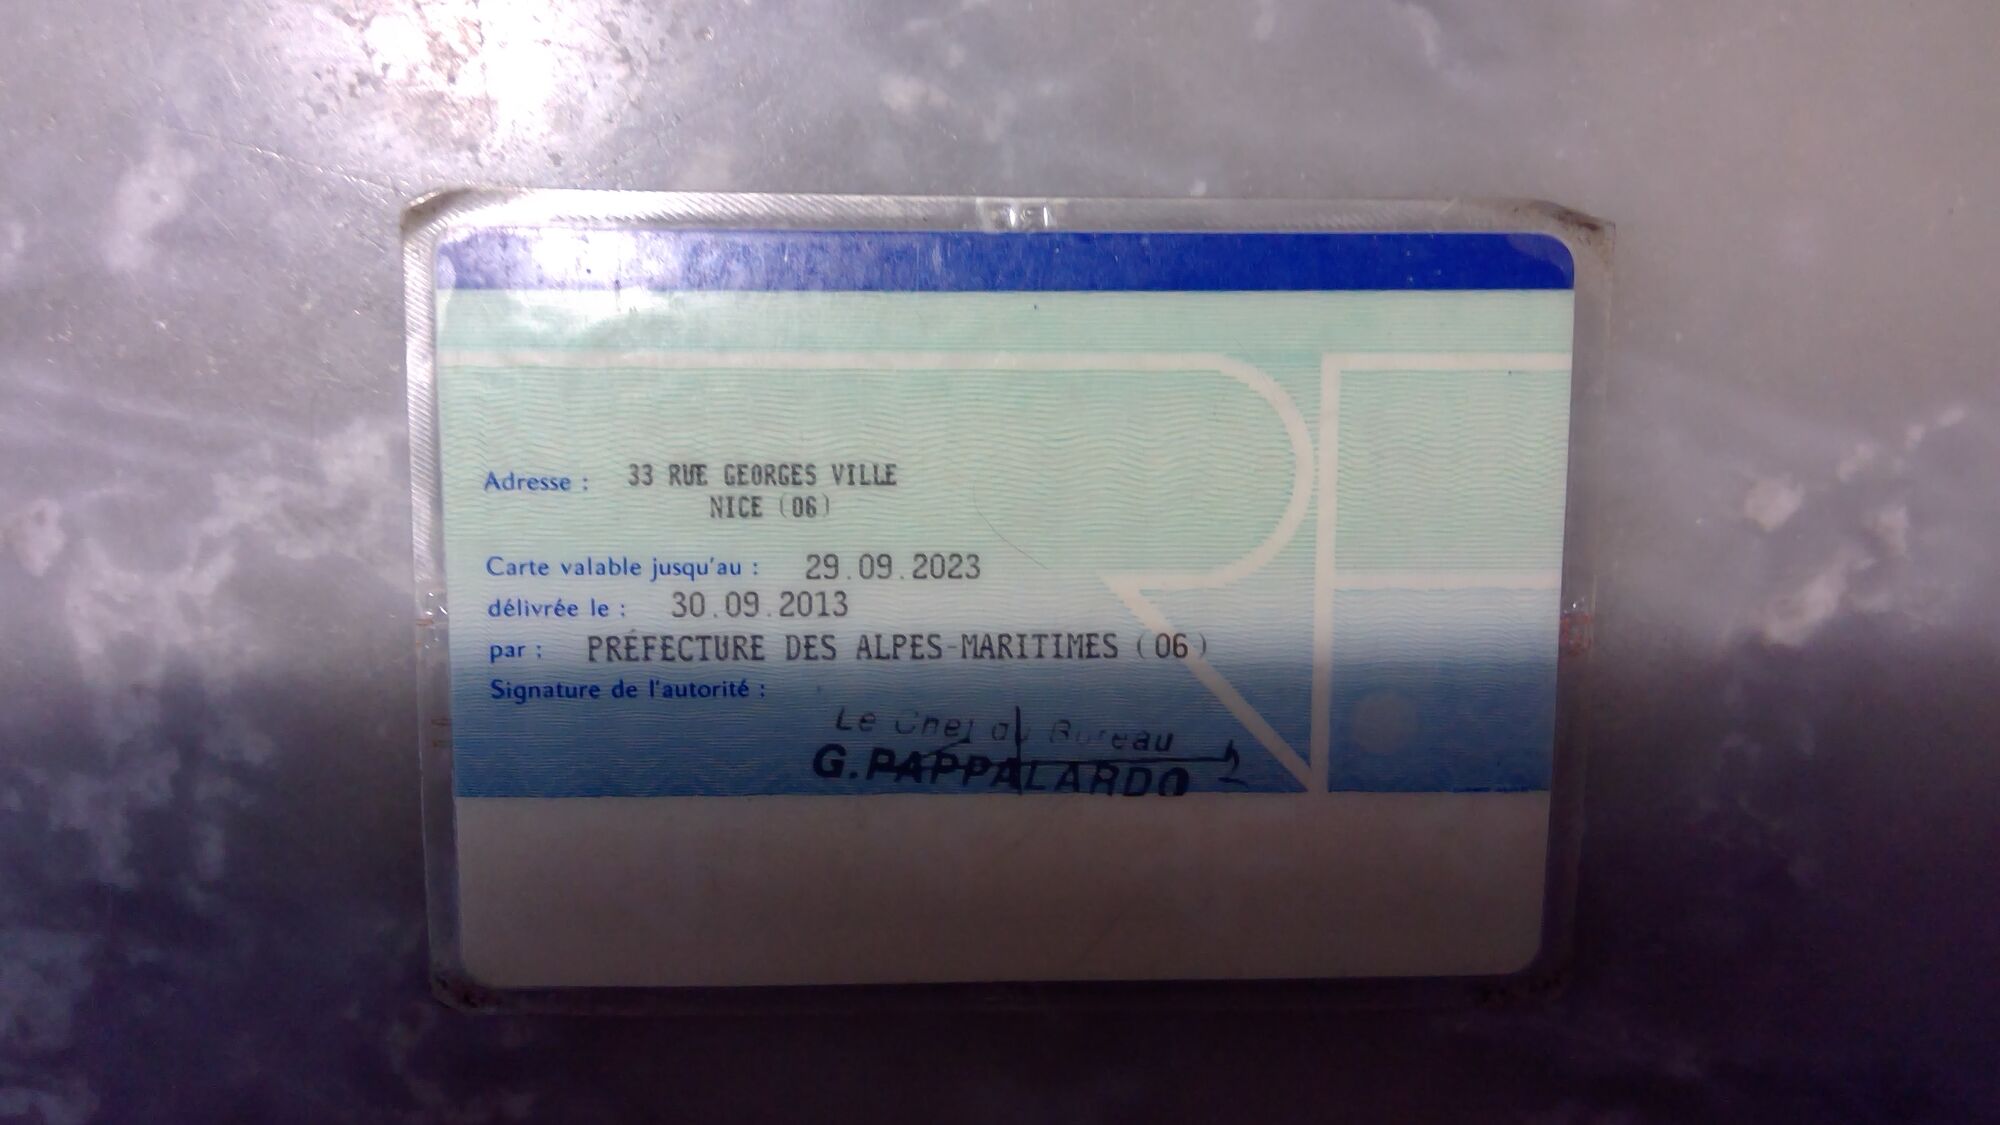 Adresse : 33 RUE GEORGES VILLE
NICE (06)
Carte valable jusqu'au : 29.09.2023
délivrée le : 30.09.2013
par : PRÉFECTURE DES ALPES-MARITIMES (06)
Signature de l'autorité :
Le Chef du Bureau
G.PAPPALARDO